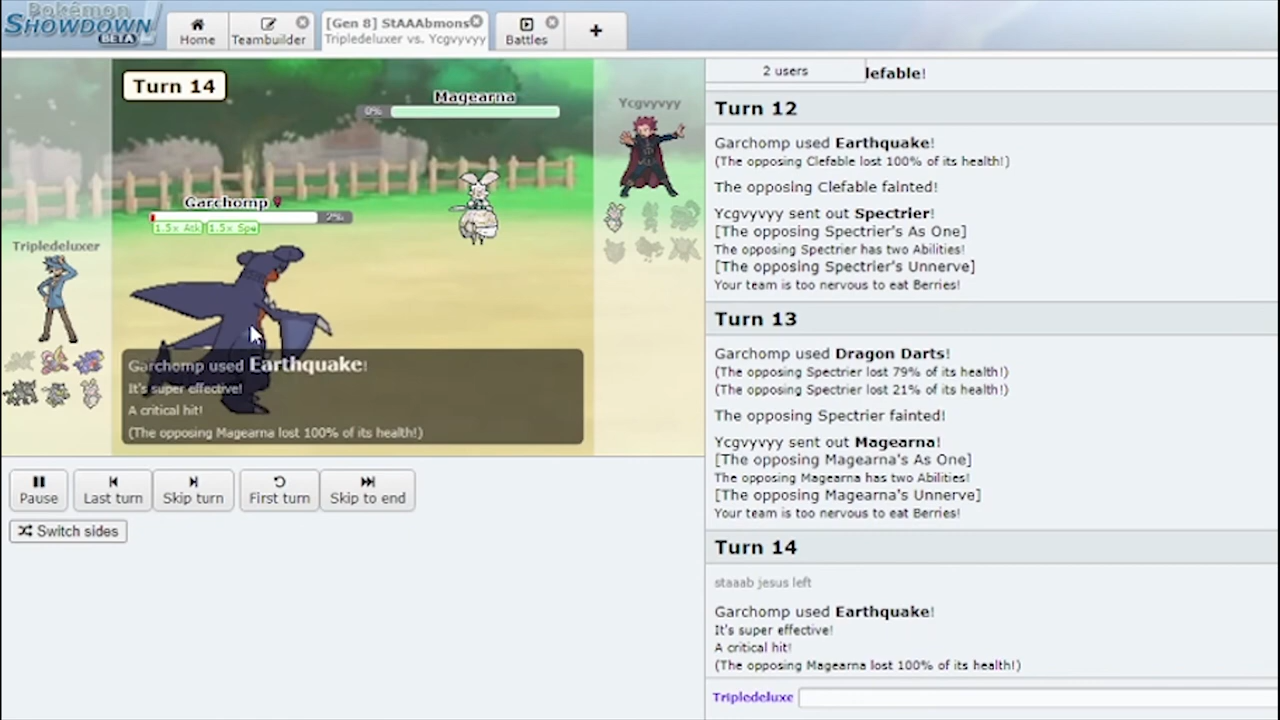 Pokémon
SHOWDOWN
BETA
Home
Teambuilder
[Gen 8] StAAAbmons
Tripledeluxer vs. Ycgvyvyy
Battles
+
Turn 14
Magearna
0%
Ycgvyvyy
Garchomp
2%
1.5× Atk 1.5× Spe
Tripledeluxer
Garchomp used Earthquake!
It's super effective!
A critical hit!
(The opposing Magearna lost 100% of its health!)
Pause
Last turn
Skip turn
First turn
Skip to end
Switch sides
2 users
lefable!
Turn 12
Garchomp used Earthquake!
(The opposing Clefable lost 100% of its health!)
The opposing Clefable fainted!
Ycgvyvyy sent out Spectrier!
[The opposing Spectrier's As One]
The opposing Spectrier has two Abilities!
[The opposing Spectrier's Unnerve]
Your team is too nervous to eat Berries!
Turn 13
Garchomp used Dragon Darts!
(The opposing Spectrier lost 79% of its health!)
(The opposing Spectrier lost 21% of its health!)
The opposing Spectrier fainted!
Ycgvyvyy sent out Magearna!
[The opposing Magearna's As One]
The opposing Magearna has two Abilities!
[The opposing Magearna's Unnerve]
Your team is too nervous to eat Berries!
Turn 14
staaab jesus left
Garchomp used Earthquake!
It's super effective!
A critical hit!
(The opposing Magearna lost 100% of its health!)
Tripledeluxe